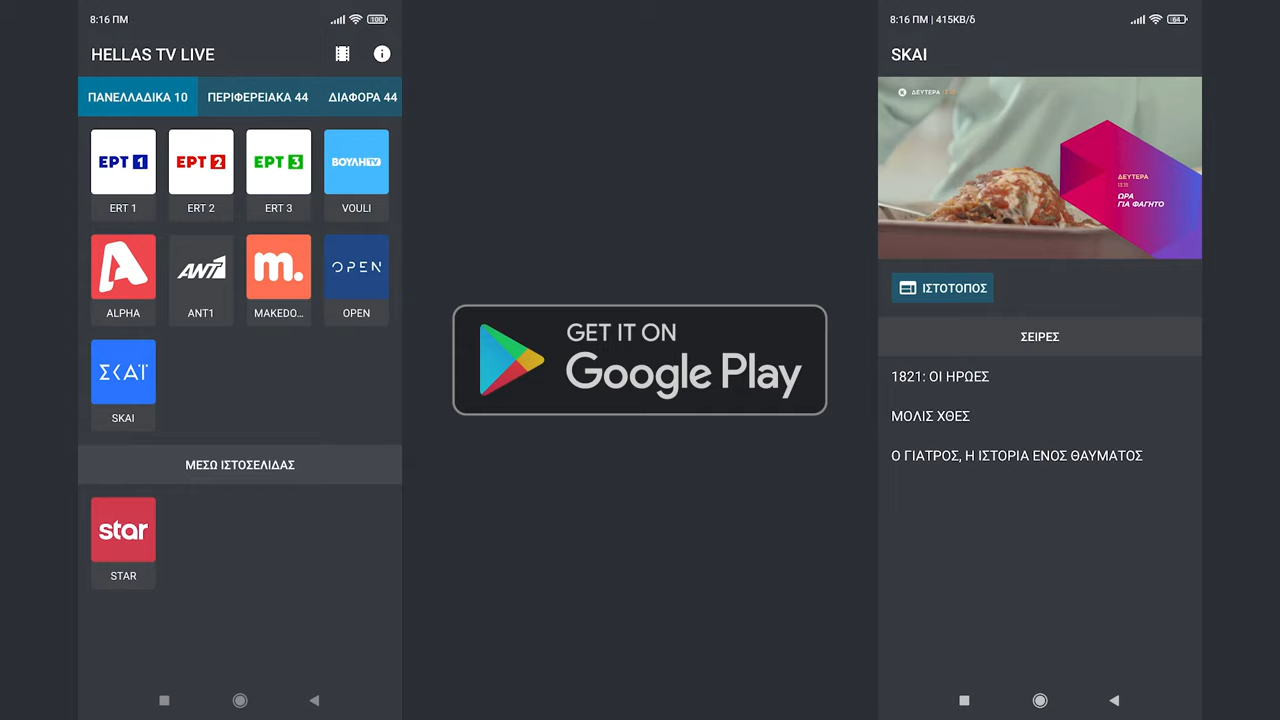 8:16 ΠΜ
100
HELLAS TV LIVE
ΠΑΝΕΛΛΑΔΙΚΑ 10
ΠΕΡΙΦΕΡΕΙΑΚΑ 44
ΔΙΑΦΟΡΑ 44
ΕΡΤ 1
ΕΡΤ 2
ΕΡΤ 3
ΒΟΥΛΗ TV
ERT 1
ERT 2
ERT 3
VOULI
ANT1
m.
OPEN
ALPHA
ANT1
MAKEDO...
OPEN
ΣΚΑΪ
SKAI
ΜΕΣΩ ΙΣΤΟΣΕΛΙΔΑΣ
star
STAR
GET IT ON
Google Play
8:16 ΠΜ | 415KB/δ
64
SKAI
ΔΕΥΤΕΡΑ
ΔΕΥΤΕΡΑ
ΩΡΑ
ΓΙΑ ΦΑΓΗΤΟ
ΙΣΤΟΤΟΠΟΣ
ΣΕΙΡΕΣ
1821: ΟΙ ΗΡΩΕΣ
ΜΟΛΙΣ ΧΘΕΣ
Ο ΓΙΑΤΡΟΣ, Η ΙΣΤΟΡΙΑ ΕΝΟΣ ΘΑΥΜΑΤΟΣ